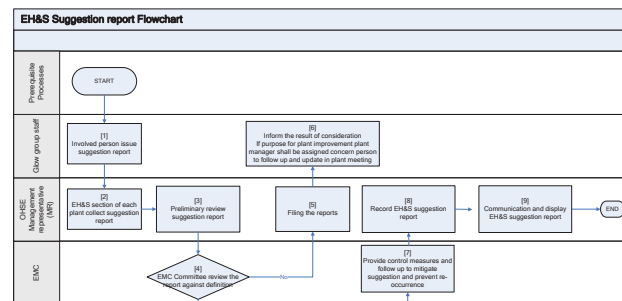 EH&S Suggestion report Flowchart
Prerequisite
Processes
START
Glow group staff
[1]
Involved person issue
suggestion report
[6]
Inform the result of consideration
If purpose for plant improvement plant
manager shall be assigned concern person
to follow up and update in plant meeting
OHSE
Management
representative
(MR)
[2]
EH&S section of each
plant collect suggestion
report
[3]
Preliminary review
suggestion report
[5]
Filing the reports
[8]
Record EH&S suggestion
report
[9]
Communication and display
EH&S suggestion report
END
EMC
[4]
EMC Committee review the
report against definition
No
[7]
Provide control measures and
follow up to mitigate
suggestion and prevent re-
occurrence